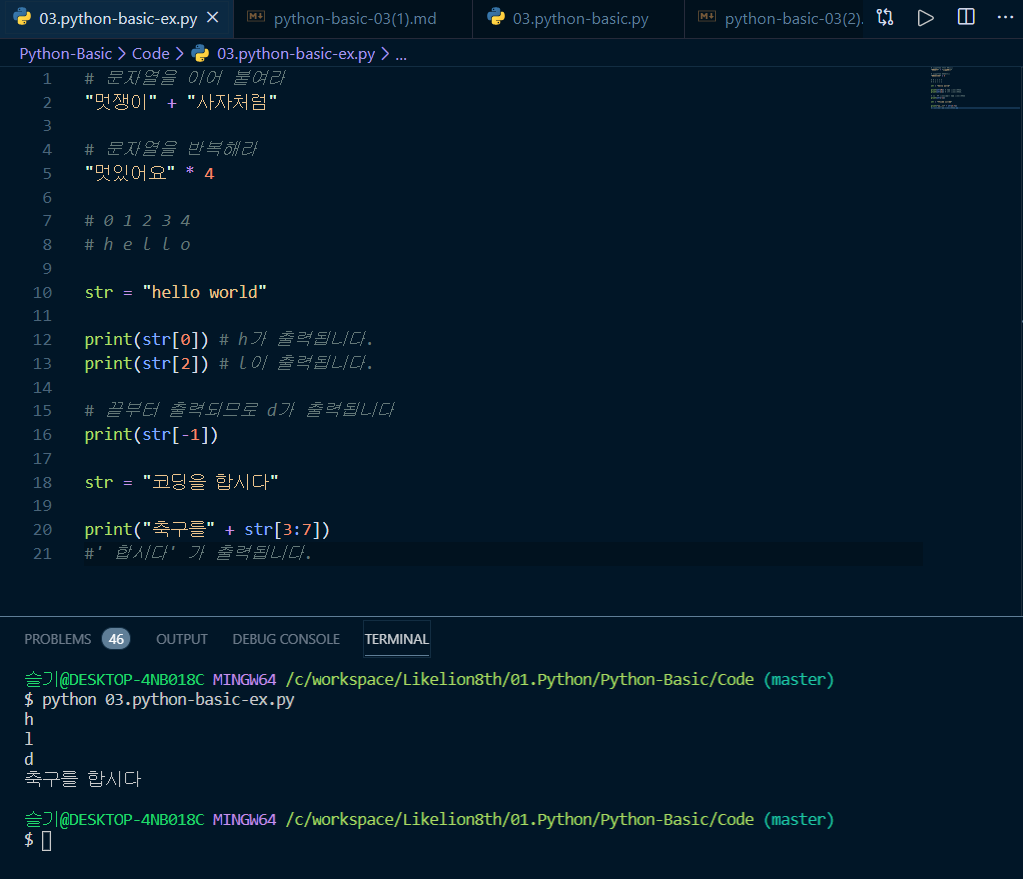 03.python-basic-ex.py
python-basic-03(1).md
03.python-basic.py
python-basic-03(2).
Python-Basic > Code > 03.python-basic-ex.py > ...
1 # 문자열을 이어 붙여라
2 "멋쟁이" + "사자처럼"
3
4 # 문자열을 반복해라
5 "멋있어요" * 4
6
7 # 0 1 2 3 4
8 # h e l l o
9
10 str = "hello world"
11
12 print(str[0]) # h가 출력됩니다.
13 print(str[2]) # l이 출력됩니다.
14
15 # 끝부터 출력되므로 d가 출력됩니다
16 print(str[-1])
17
18 str = "코딩을 합시다"
19
20 print("축구를" + str[3:7])
21 #' 합시다' 가 출력됩니다.
PROBLEMS 46 OUTPUT DEBUG CONSOLE TERMINAL
슬기@DESKTOP-4NB018C MINGW64 /c/workspace/Likelion8th/01.Python/Python-Basic/Code (master)
$ python 03.python-basic-ex.py
h
l
d
축구를 합시다
슬기@DESKTOP-4NB018C MINGW64 /c/workspace/Likelion8th/01.Python/Python-Basic/Code (master)
$